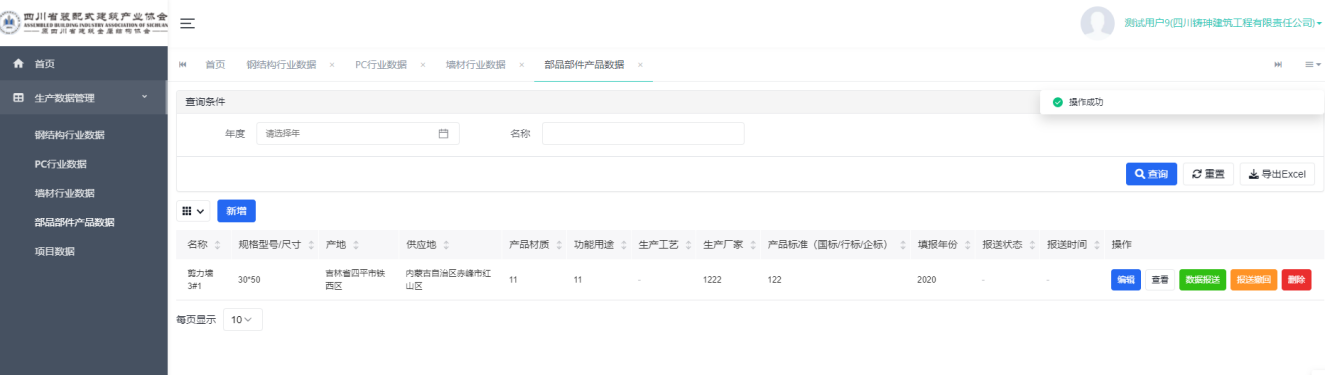 四川省装配式建筑产业协会
ASSEMBLED BUILDING INDUSTRY ASSOCIATION OF SICHUAN
测试用户9(四川铸珅建筑工程有限责任公司)
首页
首页
钢结构行业数据 ×
PC行业数据 ×
墙材行业数据 ×
部品部件产品数据 ×
生产数据管理
钢结构行业数据
PC行业数据
墙材行业数据
部品部件产品数据
项目数据
查询条件
操作成功
年度 请选择年
名称
查询 重置 导出Excel
新增
名称 规格型号/尺寸 产地 供应地 产品材质 功能用途 生产工艺 生产厂家 产品标准（国标/行标/企标） 填报年份 报送状态 报送时间 操作
剪力墙3#1 30*50 吉林省四平市铁西区 内蒙古自治区赤峰市红山区 11 11 - 1222 122 2020 - - 编辑 查看 数据报送 报送撤回 删除
每页显示 10